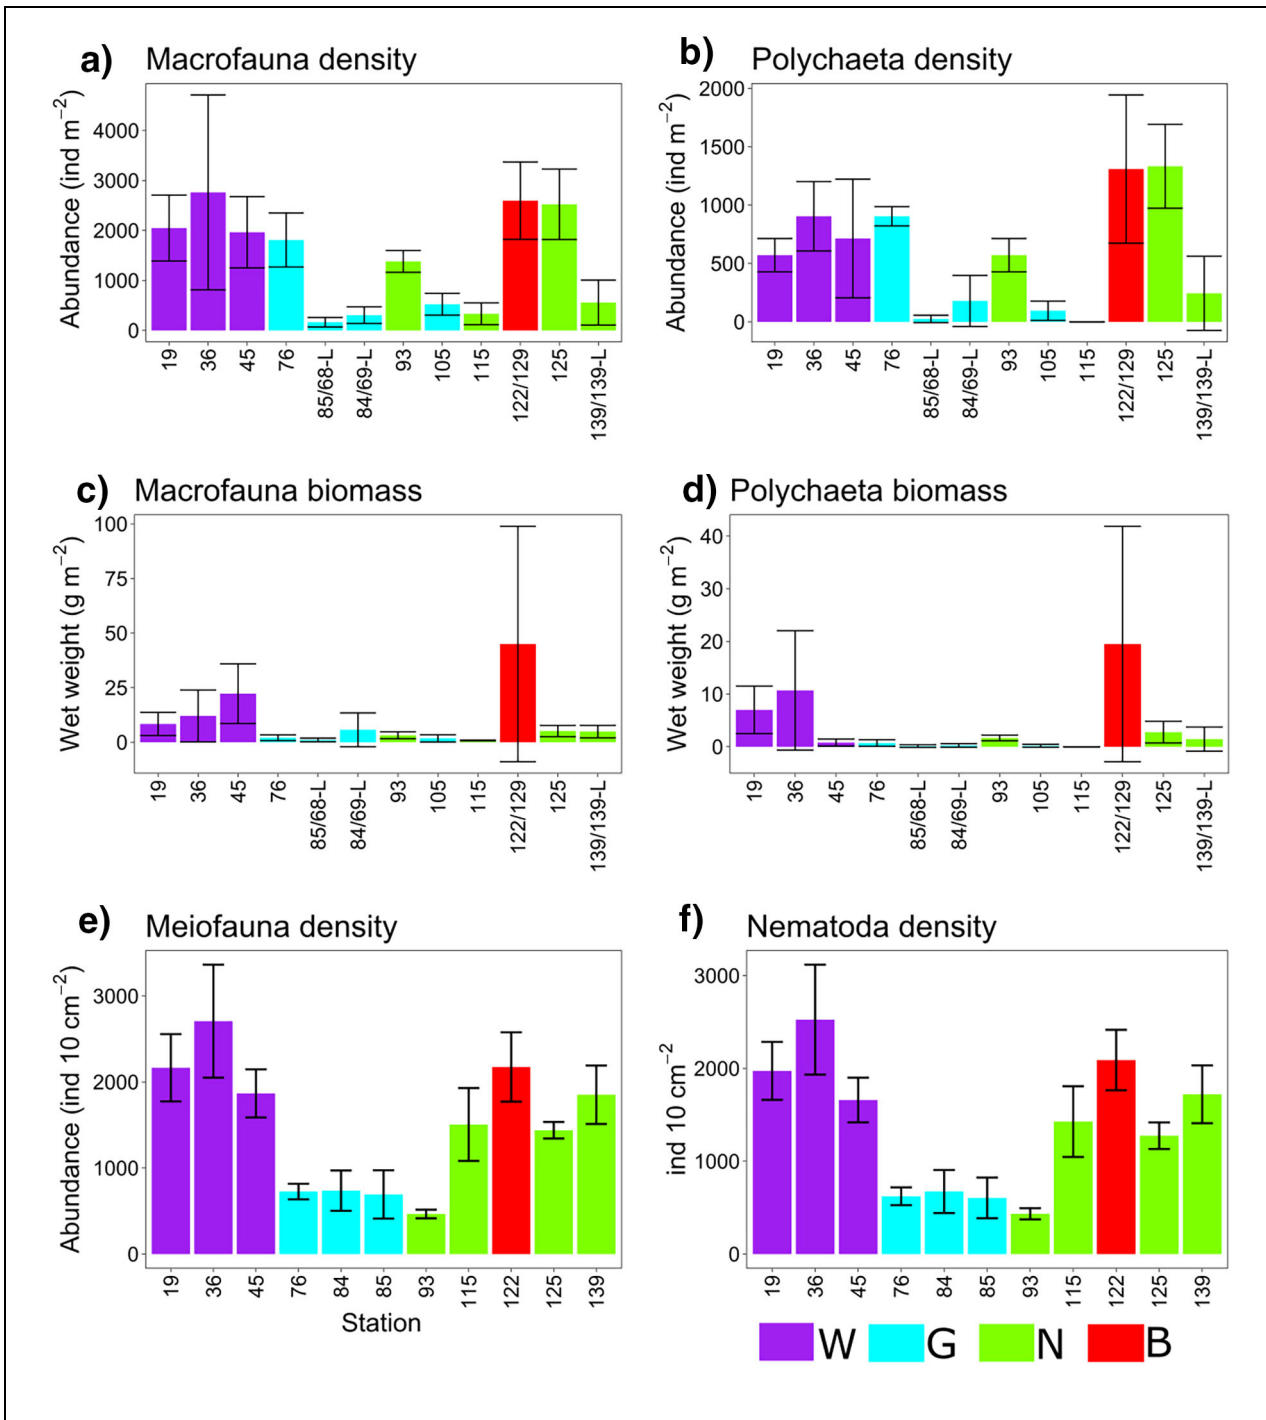 a) Macrofauna density
Abundance (ind m⁻²)
4000
3000
2000
1000
0
19 36 45 76 85/68-L 84/69-L 93 105 115 122/129 125 139/139-L
b) Polychaeta density
Abundance (ind m⁻²)
2000
1500
1000
500
0
19 36 45 76 85/68-L 84/69-L 93 105 115 122/129 125 139/139-L
c) Macrofauna biomass
Wet weight (g m⁻²)
100
75
50
25
0
19 36 45 76 85/68-L 84/69-L 93 105 115 122/129 125 139/139-L
d) Polychaeta biomass
Wet weight (g m⁻²)
40
30
20
10
0
19 36 45 76 85/68-L 84/69-L 93 105 115 122/129 125 139/139-L
e) Meiofauna density
Abundance (ind 10 cm⁻²)
3000
2000
1000
0
19 36 45 76 84 85 93 115 122 125 139
Station
f) Nematoda density
ind 10 cm⁻²
3000
2000
1000
0
19 36 45 76 84 85 93 115 122 125 139
W G N B